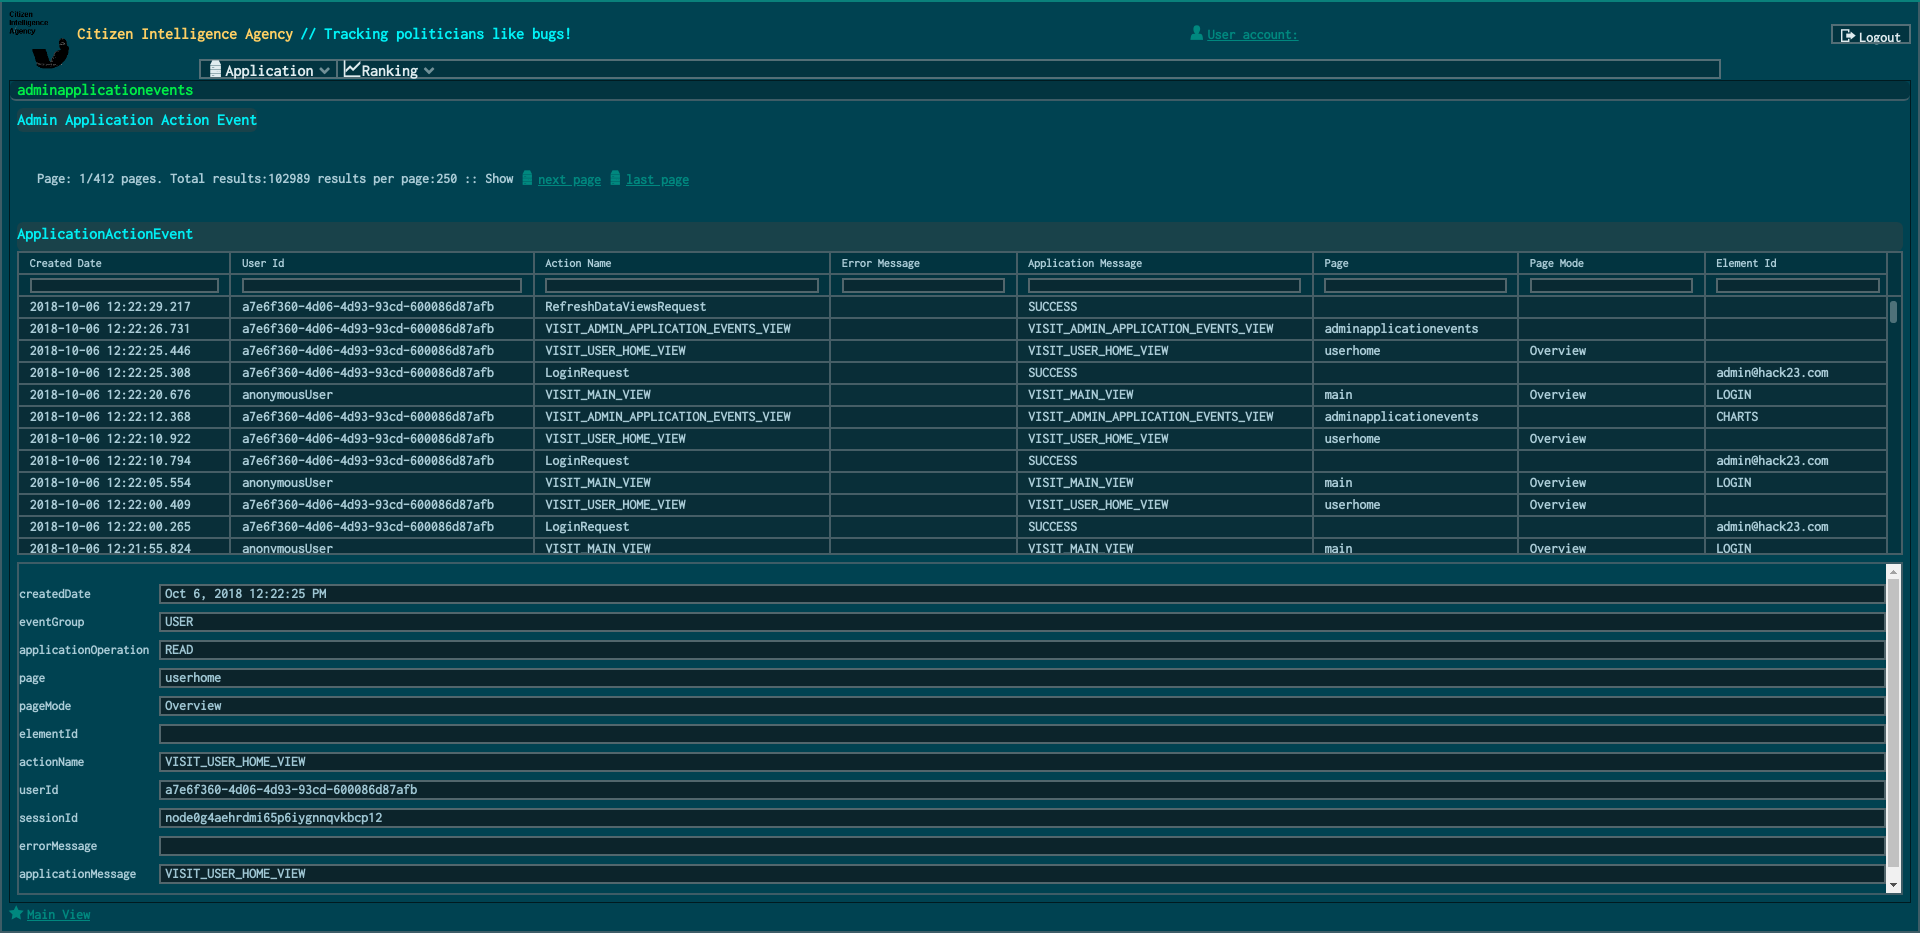 Citizen
Intelligence
Agency
Citizen Intelligence Agency // Tracking politicians like bugs!
User account:
Logout
Application Ranking
adminapplicationevents
Admin Application Action Event
Page: 1/412 pages. Total results:102989 results per page:250 :: Show next page last page
ApplicationActionEvent
Created Date User Id Action Name Error Message Application Message Page Page Mode Element Id
2018-10-06 12:22:29.217 a7e6f360-4d06-4d93-93cd-600086d87afb RefreshDataViewsRequest SUCCESS
2018-10-06 12:22:26.731 a7e6f360-4d06-4d93-93cd-600086d87afb VISIT_ADMIN_APPLICATION_EVENTS_VIEW VISIT_ADMIN_APPLICATION_EVENTS_VIEW adminapplicationevents
2018-10-06 12:22:25.446 a7e6f360-4d06-4d93-93cd-600086d87afb VISIT_USER_HOME_VIEW VISIT_USER_HOME_VIEW userhome Overview
2018-10-06 12:22:25.308 a7e6f360-4d06-4d93-93cd-600086d87afb LoginRequest SUCCESS admin@hack23.com
2018-10-06 12:22:20.676 anonymousUser VISIT_MAIN_VIEW VISIT_MAIN_VIEW main Overview LOGIN
2018-10-06 12:22:12.368 a7e6f360-4d06-4d93-93cd-600086d87afb VISIT_ADMIN_APPLICATION_EVENTS_VIEW VISIT_ADMIN_APPLICATION_EVENTS_VIEW adminapplicationevents CHARTS
2018-10-06 12:22:10.922 a7e6f360-4d06-4d93-93cd-600086d87afb VISIT_USER_HOME_VIEW VISIT_USER_HOME_VIEW userhome Overview
2018-10-06 12:22:10.794 a7e6f360-4d06-4d93-93cd-600086d87afb LoginRequest SUCCESS admin@hack23.com
2018-10-06 12:22:05.554 anonymousUser VISIT_MAIN_VIEW VISIT_MAIN_VIEW main Overview LOGIN
2018-10-06 12:22:00.409 a7e6f360-4d06-4d93-93cd-600086d87afb VISIT_USER_HOME_VIEW VISIT_USER_HOME_VIEW userhome Overview
2018-10-06 12:22:00.265 a7e6f360-4d06-4d93-93cd-600086d87afb LoginRequest SUCCESS admin@hack23.com
2018-10-06 12:21:55.824 anonymousUser VISIT_MAIN_VIEW VISIT_MAIN_VIEW main Overview LOGIN
createdDate Oct 6, 2018 12:22:25 PM
eventGroup USER
applicationOperation READ
page userhome
pageMode Overview
elementId
actionName VISIT_USER_HOME_VIEW
userId a7e6f360-4d06-4d93-93cd-600086d87afb
sessionId node0g4aehrdmi65p6iygnnqvkbcp12
errorMessage
applicationMessage VISIT_USER_HOME_VIEW
Main View